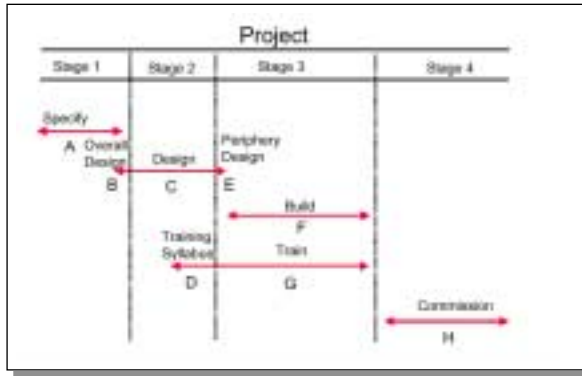 Project
Stage 1 Stage 2 Stage 3 Stage 4
Specify
A Overall Design
B
Design
C
Periphery Design
E
Build
F
Training Syllabus
D
Train
G
Commission
H